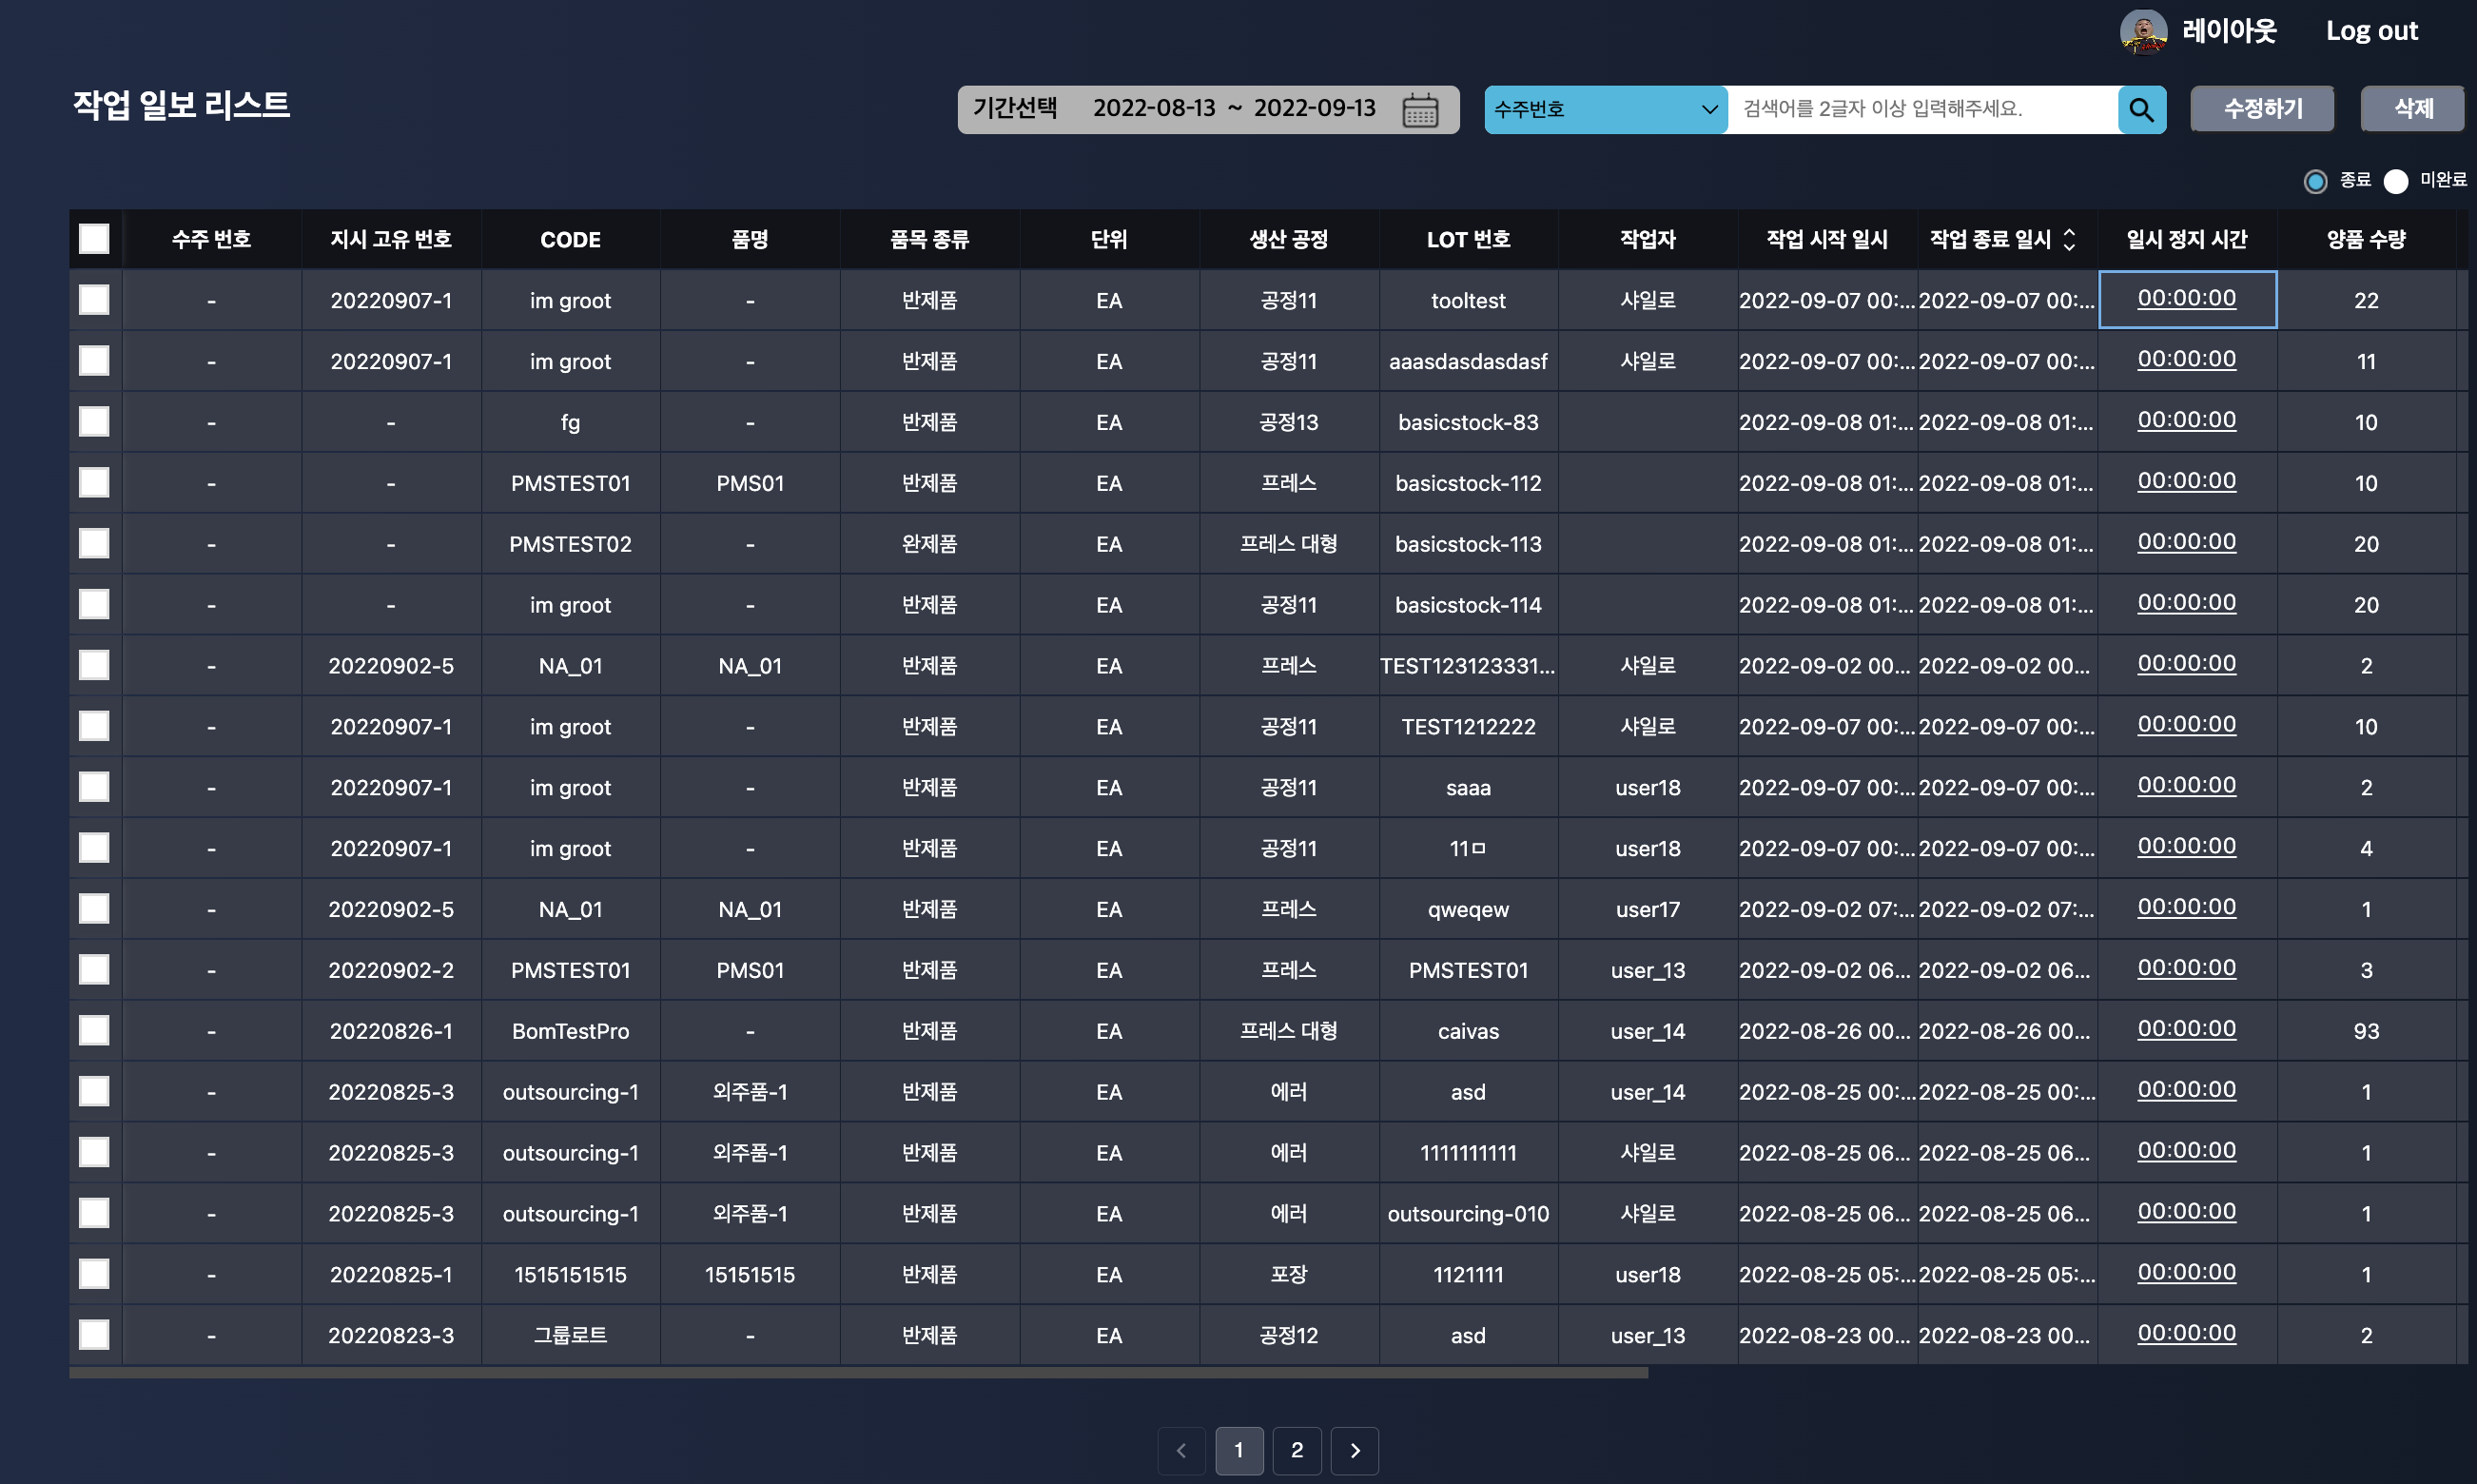 레이아웃 Log out
작업 일보 리스트 기간선택 2022-08-13 ~ 2022-09-13 수주번호 검색어를 2글자 이상 입력해주세요. 수정하기 삭제
종료 미완료
수주 번호 지시 고유 번호 CODE 품명 품목 종류 단위 생산 공정 LOT 번호 작업자 작업 시작 일시 작업 종료 일시 일시 정지 시간 양품 수량
- 20220907-1 im groot - 반제품 EA 공정11 tooltest 샤일로 2022-09-07 00:... 2022-09-07 00:... 00:00:00 22
- 20220907-1 im groot - 반제품 EA 공정11 aaasdasdasdasf 샤일로 2022-09-07 00:... 2022-09-07 00:... 00:00:00 11
- - fg - 반제품 EA 공정13 basicstock-83 2022-09-08 01:... 2022-09-08 01:... 00:00:00 10
- - PMSTEST01 PMS01 반제품 EA 프레스 basicstock-112 2022-09-08 01:... 2022-09-08 01:... 00:00:00 10
- - PMSTEST02 - 완제품 EA 프레스 대형 basicstock-113 2022-09-08 01:... 2022-09-08 01:... 00:00:00 20
- - im groot - 반제품 EA 공정11 basicstock-114 2022-09-08 01:... 2022-09-08 01:... 00:00:00 20
- 20220902-5 NA_01 NA_01 반제품 EA 프레스 TEST123123331... 샤일로 2022-09-02 00... 2022-09-02 00... 00:00:00 2
- 20220907-1 im groot - 반제품 EA 공정11 TEST1212222 샤일로 2022-09-07 00:... 2022-09-07 00:... 00:00:00 10
- 20220907-1 im groot - 반제품 EA 공정11 saaa user18 2022-09-07 00:... 2022-09-07 00:... 00:00:00 2
- 20220907-1 im groot - 반제품 EA 공정11 11ㅁ user18 2022-09-07 00:... 2022-09-07 00:... 00:00:00 4
- 20220902-5 NA_01 NA_01 반제품 EA 프레스 qweqew user17 2022-09-02 07:... 2022-09-02 07:... 00:00:00 1
- 20220902-2 PMSTEST01 PMS01 반제품 EA 프레스 PMSTEST01 user_13 2022-09-02 06... 2022-09-02 06... 00:00:00 3
- 20220826-1 BomTestPro - 반제품 EA 프레스 대형 caivas user_14 2022-08-26 00... 2022-08-26 00... 00:00:00 93
- 20220825-3 outsourcing-1 외주품-1 반제품 EA 에러 asd user_14 2022-08-25 00:... 2022-08-25 00:... 00:00:00 1
- 20220825-3 outsourcing-1 외주품-1 반제품 EA 에러 1111111111 샤일로 2022-08-25 06... 2022-08-25 06... 00:00:00 1
- 20220825-3 outsourcing-1 외주품-1 반제품 EA 에러 outsourcing-010 샤일로 2022-08-25 06... 2022-08-25 06... 00:00:00 1
- 20220825-1 1515151515 15151515 반제품 EA 포장 1121111 user18 2022-08-25 05:... 2022-08-25 05:... 00:00:00 1
- 20220823-3 그룹로트 - 반제품 EA 공정12 asd user_13 2022-08-23 00... 2022-08-23 00... 00:00:00 2
1 2